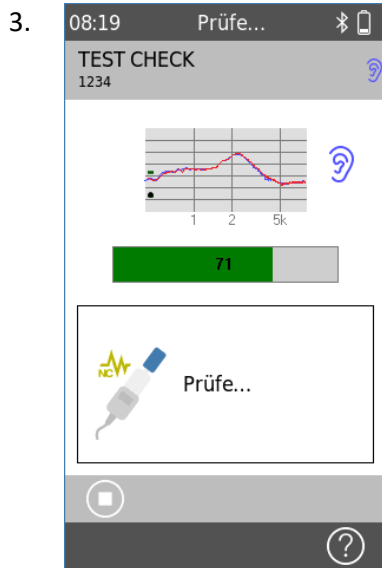 3.
08:19 Prüfe...
TEST CHECK
1234
1 2 5k
71
NC
Prüfe...
?